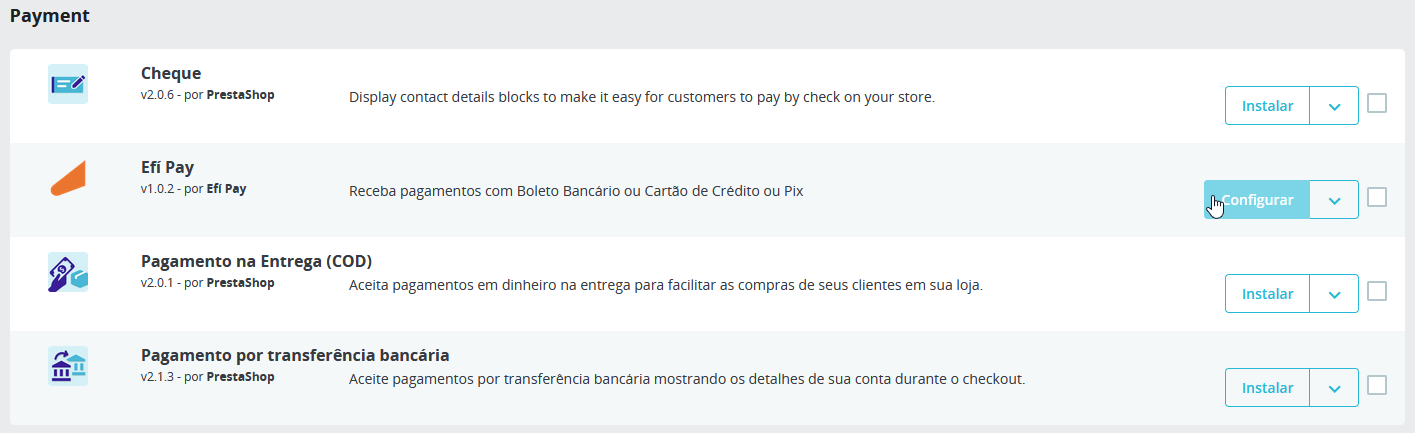 Payment
Cheque
v2.0.6 - por PrestaShop
Display contact details blocks to make it easy for customers to pay by check on your store.
Instalar
Efí Pay
v1.0.2 - por Efí Pay
Receba pagamentos com Boleto Bancário ou Cartão de Crédito ou Pix
Configurar
Pagamento na Entrega (COD)
v2.0.1 - por PrestaShop
Aceita pagamentos em dinheiro na entrega para facilitar as compras de seus clientes em sua loja.
Instalar
Pagamento por transferência bancária
v2.1.3 - por PrestaShop
Aceite pagamentos por transferência bancária mostrando os detalhes de sua conta durante o checkout.
Instalar